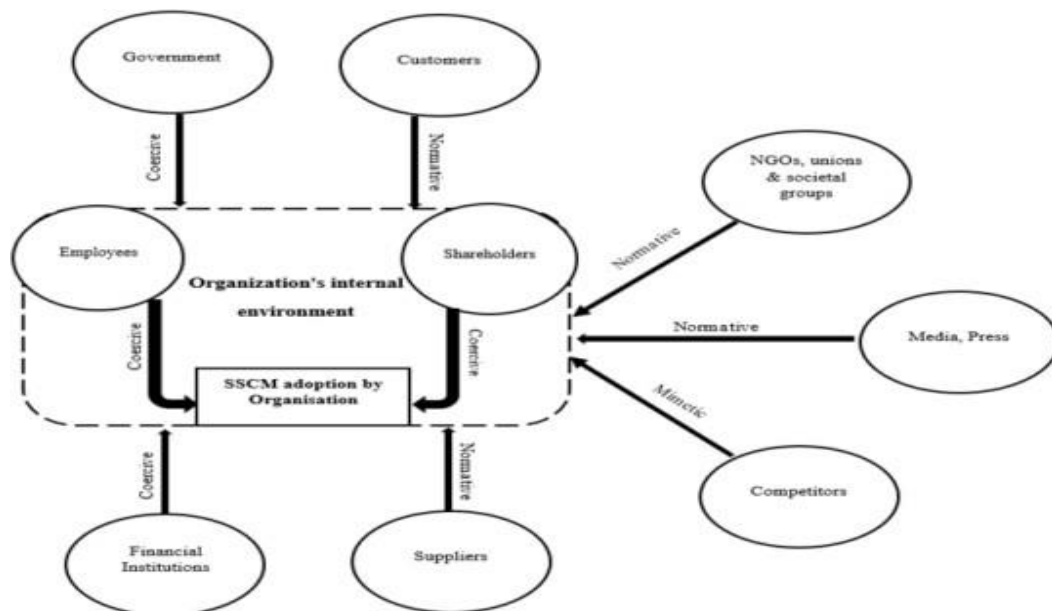 Government
Customers
Coercive
Normative
NGOs, unions
& societal
groups
Employees
Shareholders
Normative
Organization's internal
environment
Normative
Media, Press
Coercive
Coercive
SSCM adoption by
Organisation
Mimetic
Coercive
Normative
Competitors
Financial
Institutions
Suppliers